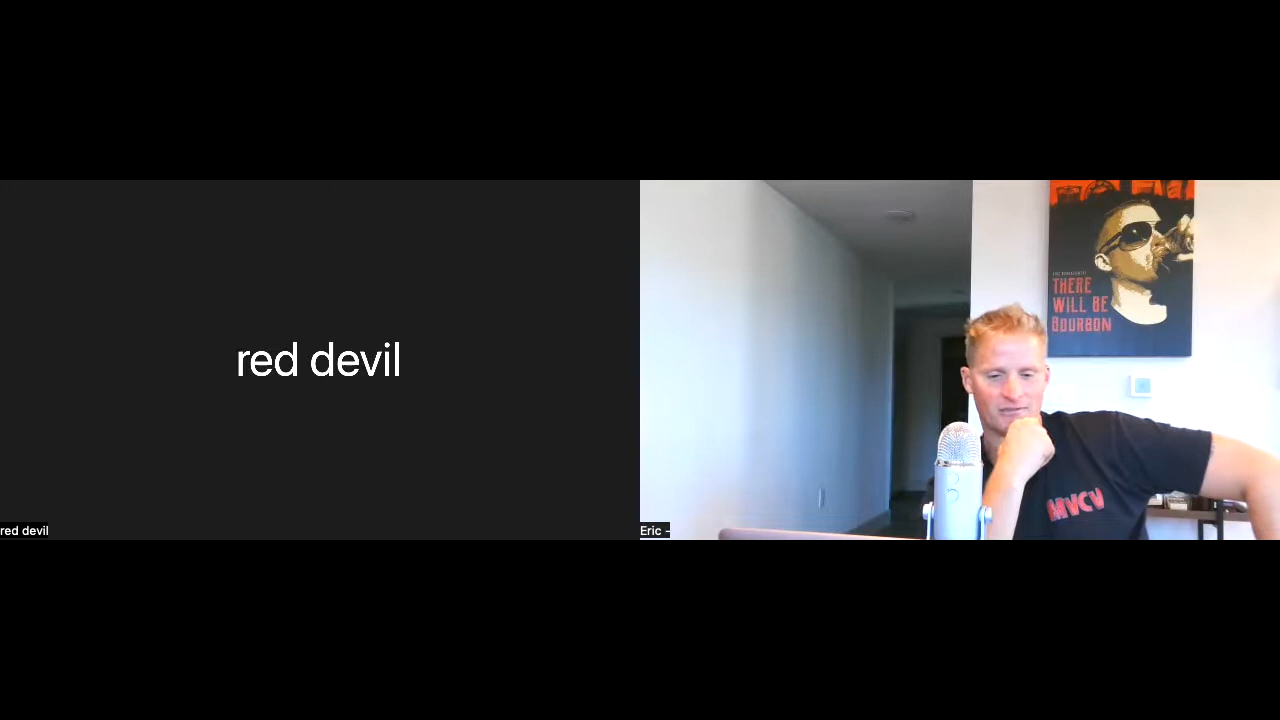 red devil
red devil
THERE
WILL BE
BOURBON
MVCV
Eric -